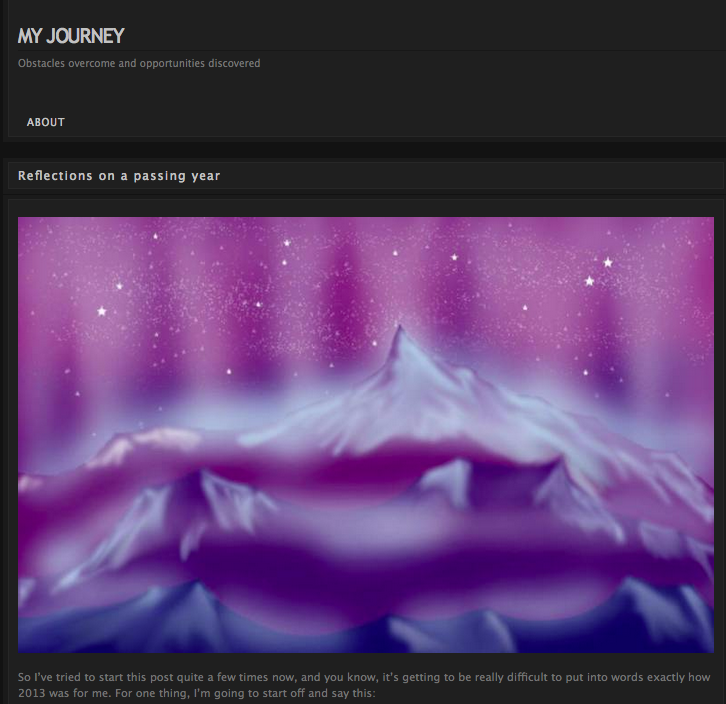 MY JOURNEY
Obstacles overcome and opportunities discovered
ABOUT
Reflections on a passing year
So I've tried to start this post quite a few times now, and you know, it's getting to be really difficult to put into words exactly how
2013 was for me. For one thing, I'm going to start off and say this: